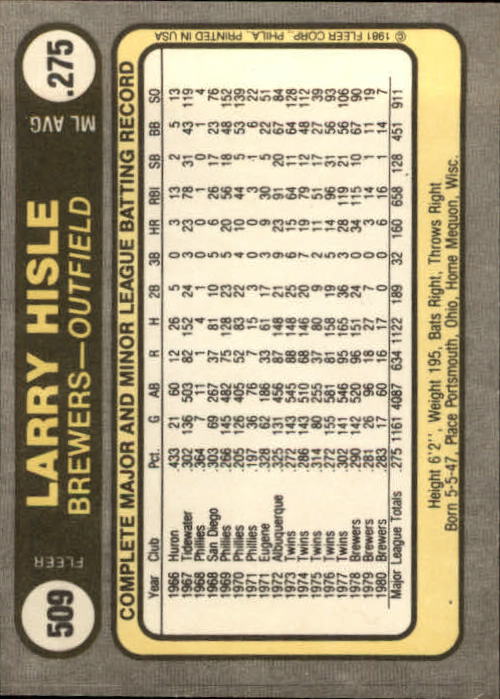 509
FLEER
LARRY HISLE
BREWERS—OUTFIELD
ML AVG.
.275
COMPLETE MAJOR AND MINOR LEAGUE BATTING RECORD
Year Club Pct. G AB R H 2B 3B HR RBI SB BB SO
1966 Huron .433 21 60 12 26 5 0 3 13 2 5 13
1967 Tidewater .302 136 503 82 152 24 3 23 78 31 43 119
1968 Phillies .364 7 11 1 4 1 0 0 1 0 1 4
1968 San Diego .303 69 267 37 81 10 5 6 26 17 23 76
1969 Phillies .266 145 482 75 128 23 5 20 56 18 48 152
1970 Phillies .205 126 405 52 83 22 4 10 44 5 53 139
1971 Phillies .197 36 76 7 15 3 0 0 3 1 6 22
1971 Eugene .328 62 186 33 61 17 3 9 30 5 22 51
1972 Albuquerque .325 131 456 87 148 21 9 23 91 20 67 84
1973 Twins .272 143 545 88 148 25 6 15 64 11 64 128
1974 Twins .286 143 510 68 146 20 7 19 79 12 48 112
1975 Twins .314 80 255 37 80 9 2 11 51 17 27 39
1976 Twins .272 155 581 81 158 19 5 14 96 31 56 93
1977 Twins .302 141 546 95 165 36 3 28 119 21 56 106
1978 Brewers .290 142 520 96 151 24 0 34 115 10 67 90
1979 Brewers .281 26 96 18 27 7 0 3 14 1 11 19
1980 Brewers .283 17 60 16 17 0 0 6 16 1 14 7
Major League Totals .275 1161 4087 634 1122 189 32 160 658 128 451 911
Height 6'2'', Weight 195, Bats Right, Throws Right
Born 5-5-47, Place Portsmouth, Ohio, Home Mequon, Wisc.
© 1981 FLEER CORP., PHILA., PRINTED IN USA